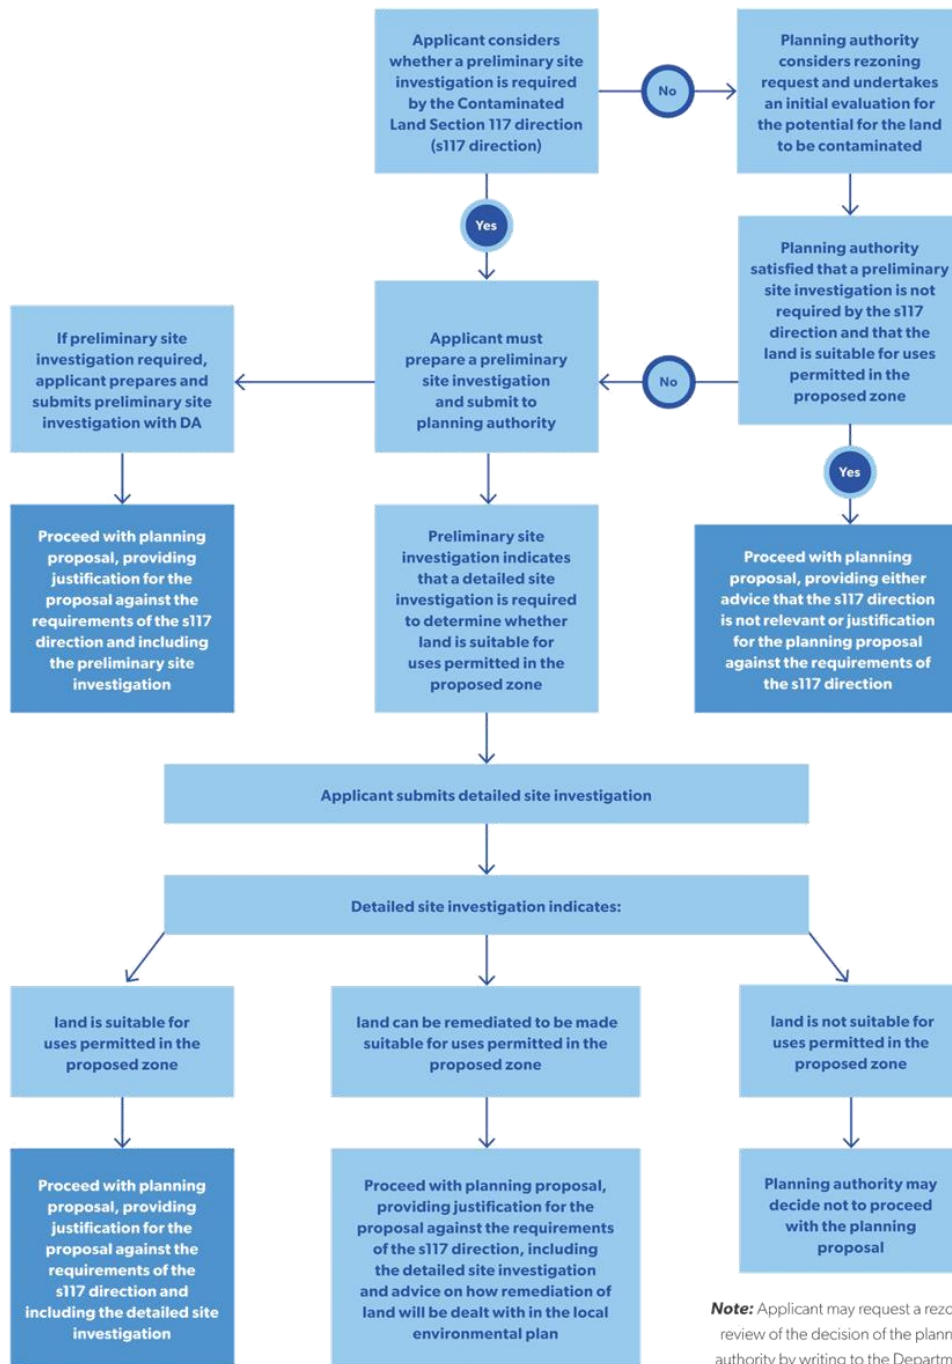 Applicant considers
whether a preliminary site
investigation is required
by the Contaminated
Land Section 117 direction
(s117 direction)
No
Planning authority
considers rezoning
request and undertakes
an initial evaluation for
the potential for the land
to be contaminated
Yes
Planning authority
satisfied that a preliminary
site investigation is not
required by the s117
direction and that the
land is suitable for uses
permitted in the
proposed zone
If preliminary site
investigation required,
applicant prepares and
submits preliminary site
investigation with DA
Applicant must
prepare a preliminary
site investigation
and submit to
planning authority
No
Yes
Proceed with planning
proposal, providing
justification for the
proposal against the
requirements of the s117
direction and including
the preliminary site
investigation
Preliminary site
investigation indicates
that a detailed site
investigation is required
to determine whether
land is suitable for
uses permitted in the
proposed zone
Proceed with planning
proposal, providing either
advice that the s117 direction
is not relevant or justification
for the planning proposal
against the requirements of
the s117 direction
Applicant submits detailed site investigation
Detailed site investigation indicates:
land is suitable for
uses permitted in the
proposed zone
land can be remediated to be made
suitable for uses permitted in the
proposed zone
land is not suitable for
uses permitted in the
proposed zone
Proceed with planning
proposal, providing
justification for the
proposal against the
requirements of the
s117 direction and
including the detailed site
investigation
Proceed with planning proposal,
providing justification for the
proposal against the requirements
of the s117 direction, including
the detailed site investigation
and advice on how remediation of
land will be dealt with in the local
environmental plan
Planning authority may
decide not to proceed
with the planning
proposal
Note: Applicant may request a
review of the decision of the
authority by writing to the